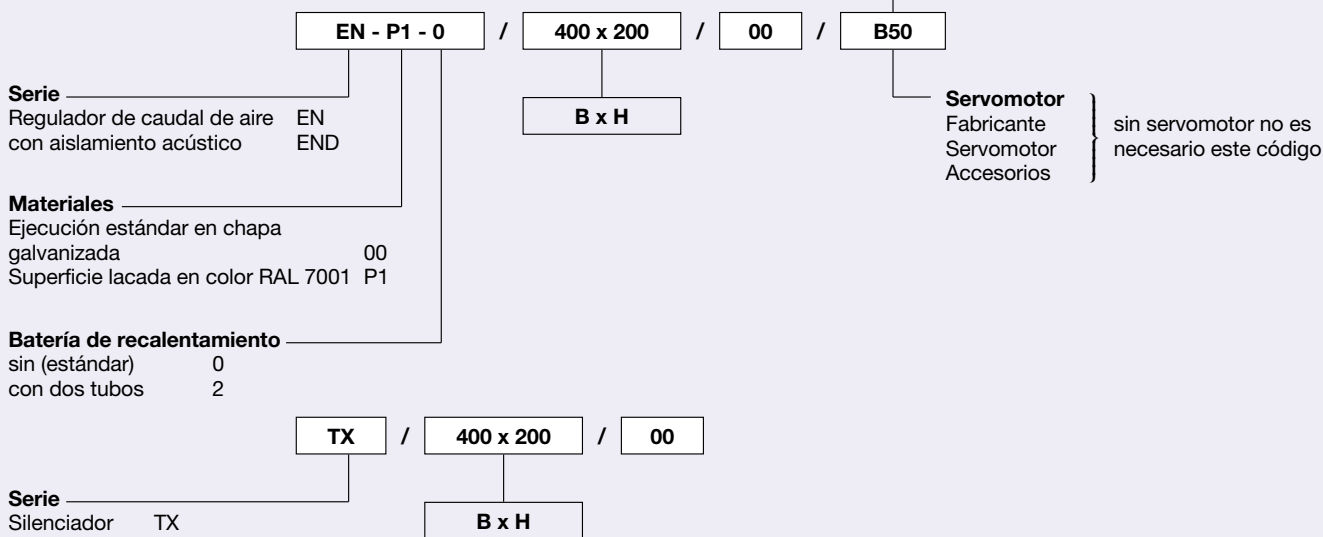 EN - P1 - 0 / 400 x 200 / 00 / B50
B x H
Serie
Regulador de caudal de aire EN
con aislamiento acústico END
Servomotor
Fabricante
Servomotor
Accesorios
sin servomotor no es
necesario este código
Materiales
Ejecución estándar en chapa
galvanizada 00
Superficie lacada en color RAL 7001 P1
Batería de recalentamiento
sin (estándar) 0
con dos tubos 2
TX / 400 x 200 / 00
Serie
Silenciador TX
B x H